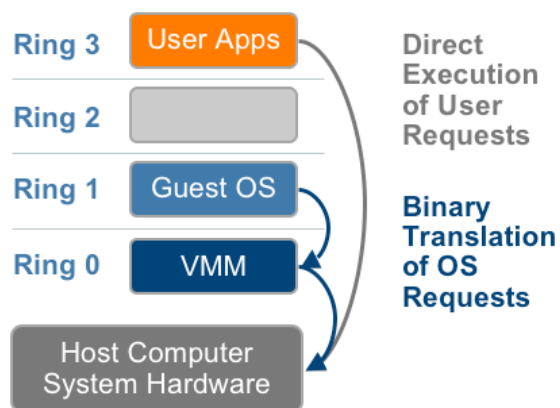 Ring 3
User Apps
Ring 2
Ring 1
Guest OS
Ring 0
VMM
Host Computer
System Hardware
Direct
Execution
of User
Requests
Binary
Translation
of OS
Requests